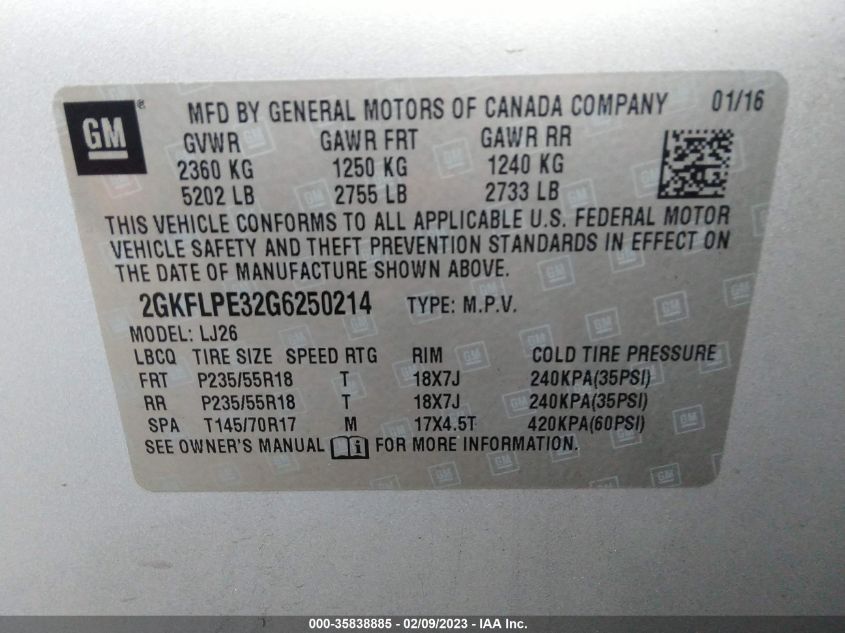 GM ® MFD BY GENERAL MOTORS OF CANADA COMPANY 01/16
GVWR GAWR FRT GAWR RR
2360 KG 1250 KG 1240 KG
5202 LB 2755 LB 2733 LB
THIS VEHICLE CONFORMS TO ALL APPLICABLE U.S. FEDERAL MOTOR
VEHICLE SAFETY AND THEFT PREVENTION STANDARDS IN EFFECT ON
THE DATE OF MANUFACTURE SHOWN ABOVE.
2GKFLPE32G6250214 TYPE: M.P.V.
MODEL: LJ26
LBCQ TIRE SIZE SPEED RTG RIM COLD TIRE PRESSURE
FRT P235/55R18 T 18X7J 240KPA(35PSI)
RR P235/55R18 T 18X7J 240KPA(35PSI)
SPA T145/70R17 M 17X4.5T 420KPA(60PSI)
SEE OWNER'S MANUAL FOR MORE INFORMATION.
000-35838885 - 02/09/2023 - IAA Inc.